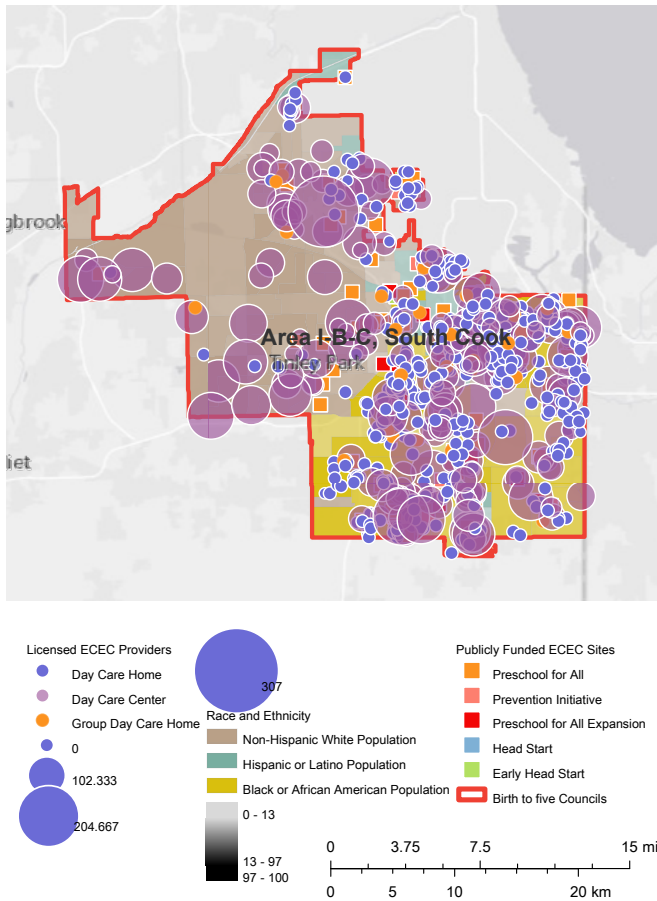 gbrook
Area I-B-C, South Cook
Tinley Park
iet
Licensed ECEC Providers
Day Care Home
Day Care Center
Group Day Care Home
0
102.333
204.667
307
Race and Ethnicity
Non-Hispanic White Population
Hispanic or Latino Population
Black or African American Population
0 - 13
13 - 97
97 - 100
Publicly Funded ECEC Sites
Preschool for All
Prevention Initiative
Preschool for All Expansion
Head Start
Early Head Start
Birth to five Councils
0 3.75 7.5 15 mi
0 5 10 20 km